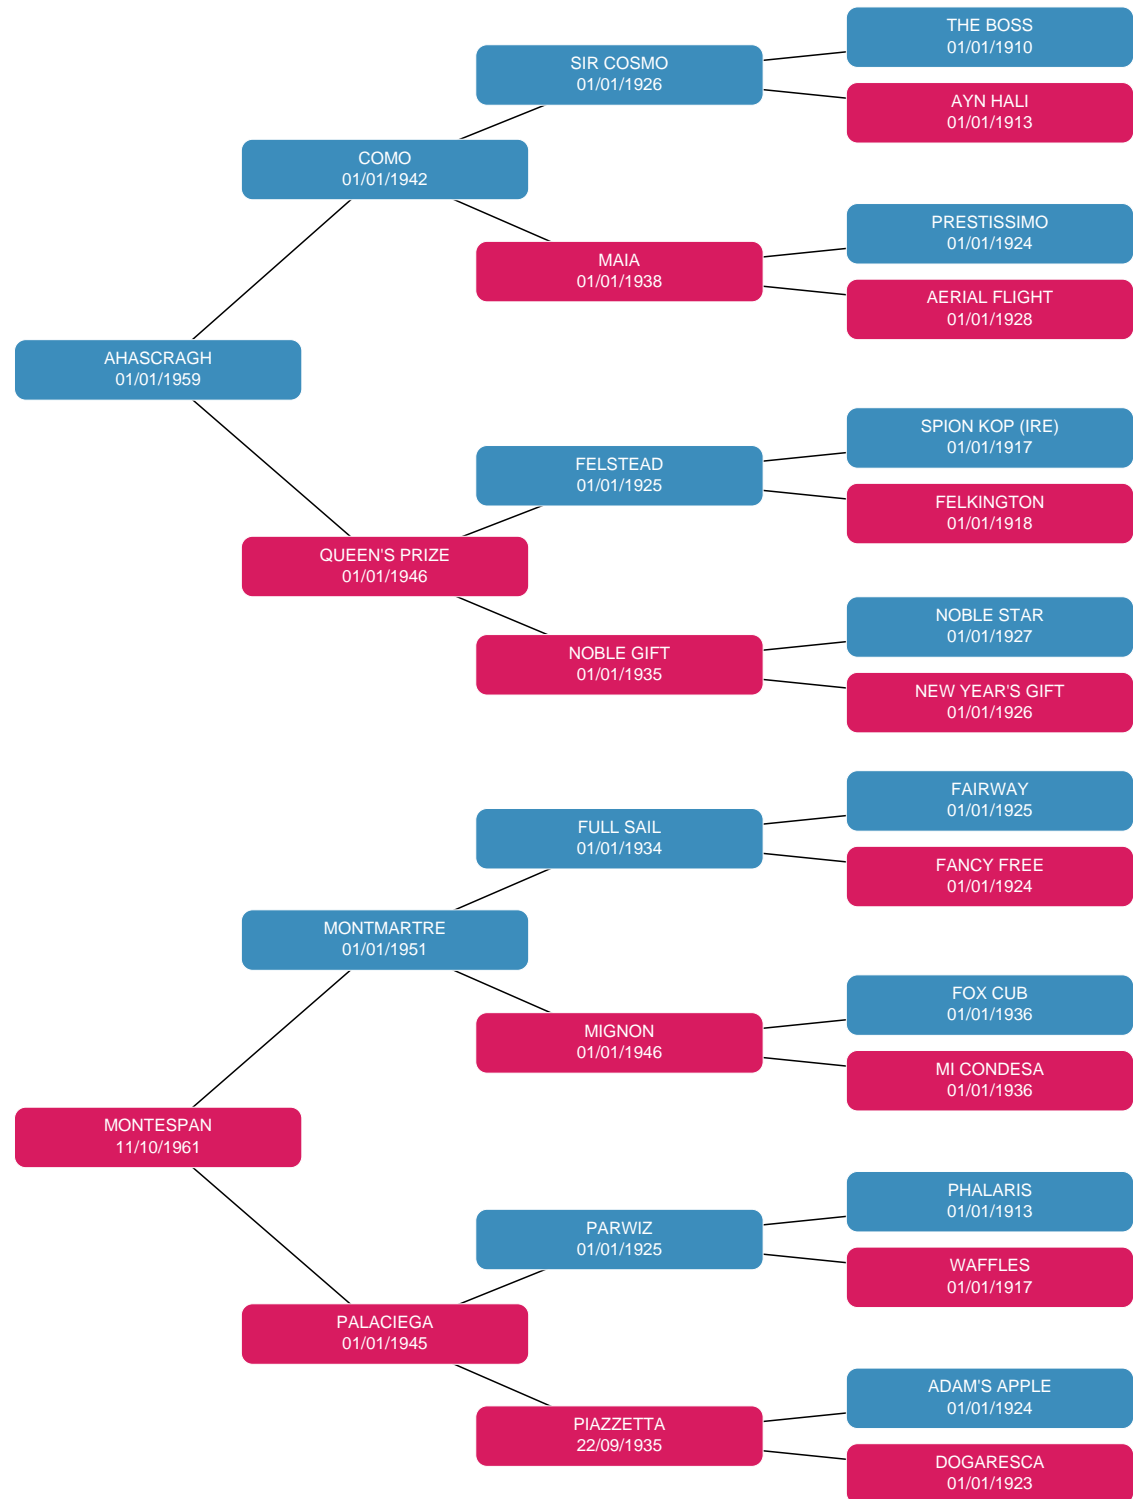 THE BOSS
01/01/1910
SIR COSMO
01/01/1926
AYN HALI
01/01/1913
COMO
01/01/1942
PRESTISSIMO
01/01/1924
MAIA
01/01/1938
AERIAL FLIGHT
01/01/1928
AHASCRAGH
01/01/1959
SPION KOP (IRE)
01/01/1917
FELSTEAD
01/01/1925
FELKINGTON
01/01/1918
QUEEN'S PRIZE
01/01/1946
NOBLE STAR
01/01/1927
NOBLE GIFT
01/01/1935
NEW YEAR'S GIFT
01/01/1926
FAIRWAY
01/01/1925
FULL SAIL
01/01/1934
FANCY FREE
01/01/1924
MONTMARTRE
01/01/1951
FOX CUB
01/01/1936
MIGNON
01/01/1946
MI CONDESA
01/01/1936
MONTESPAN
11/10/1961
PHALARIS
01/01/1913
PARWIZ
01/01/1925
WAFFLES
01/01/1917
PALACIEGA
01/01/1945
ADAM'S APPLE
01/01/1924
PIAZZETTA
22/09/1935
DOGARESCA
01/01/1923